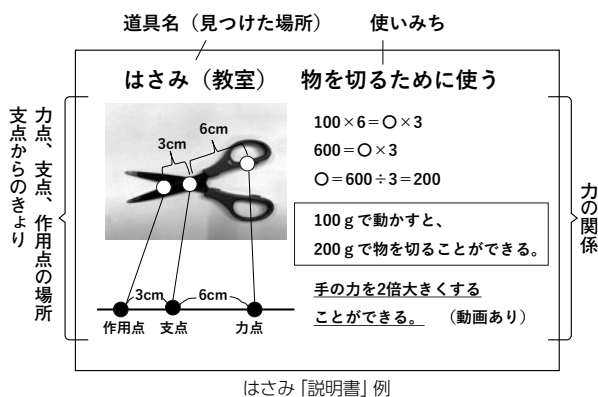 道具名（見つけた場所）
使いみち
はさみ（教室）
物を切るために使う
力点、支点、作用点の場所
支点からのきょり
3cm
6cm
100×6＝〇×3
600＝〇×3
〇＝600÷3＝200
100ｇで動かすと、
200ｇで物を切ることができる。
手の力を2倍大きくする
ことができる。（動画あり）
力の関係
3cm
6cm
作用点
支点
力点
はさみ「説明書」例